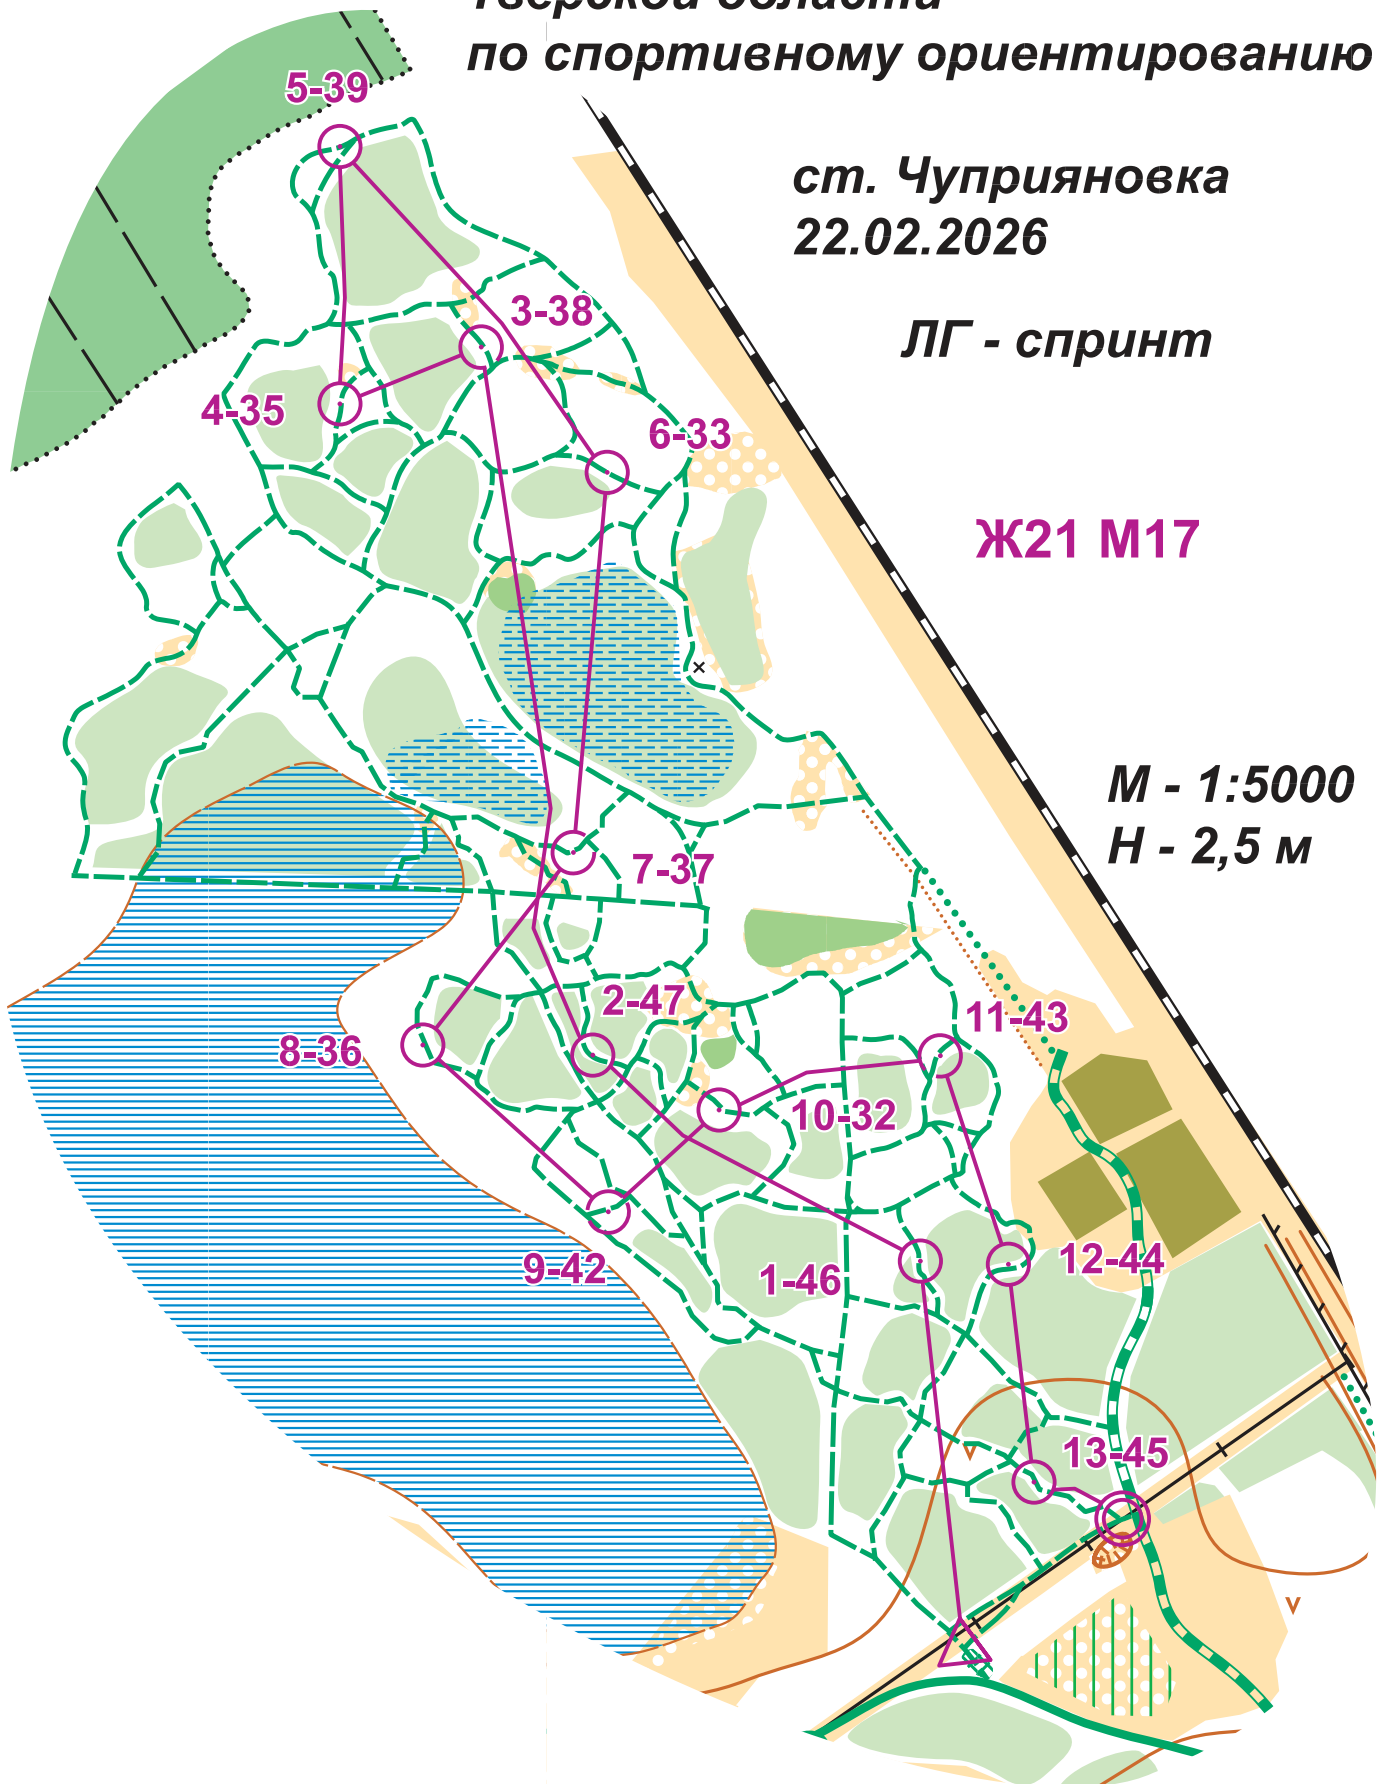 Тверской области
по спортивному ориентированию
5-39
ст. Чуприяновка
22.02.2026
3-38
ЛГ - спринт
4-35
6-33
Ж21 М17
М - 1:5000
Н - 2,5 м
7-37
2-47
11-43
8-36
10-32
12-44
9-42
1-46
13-45